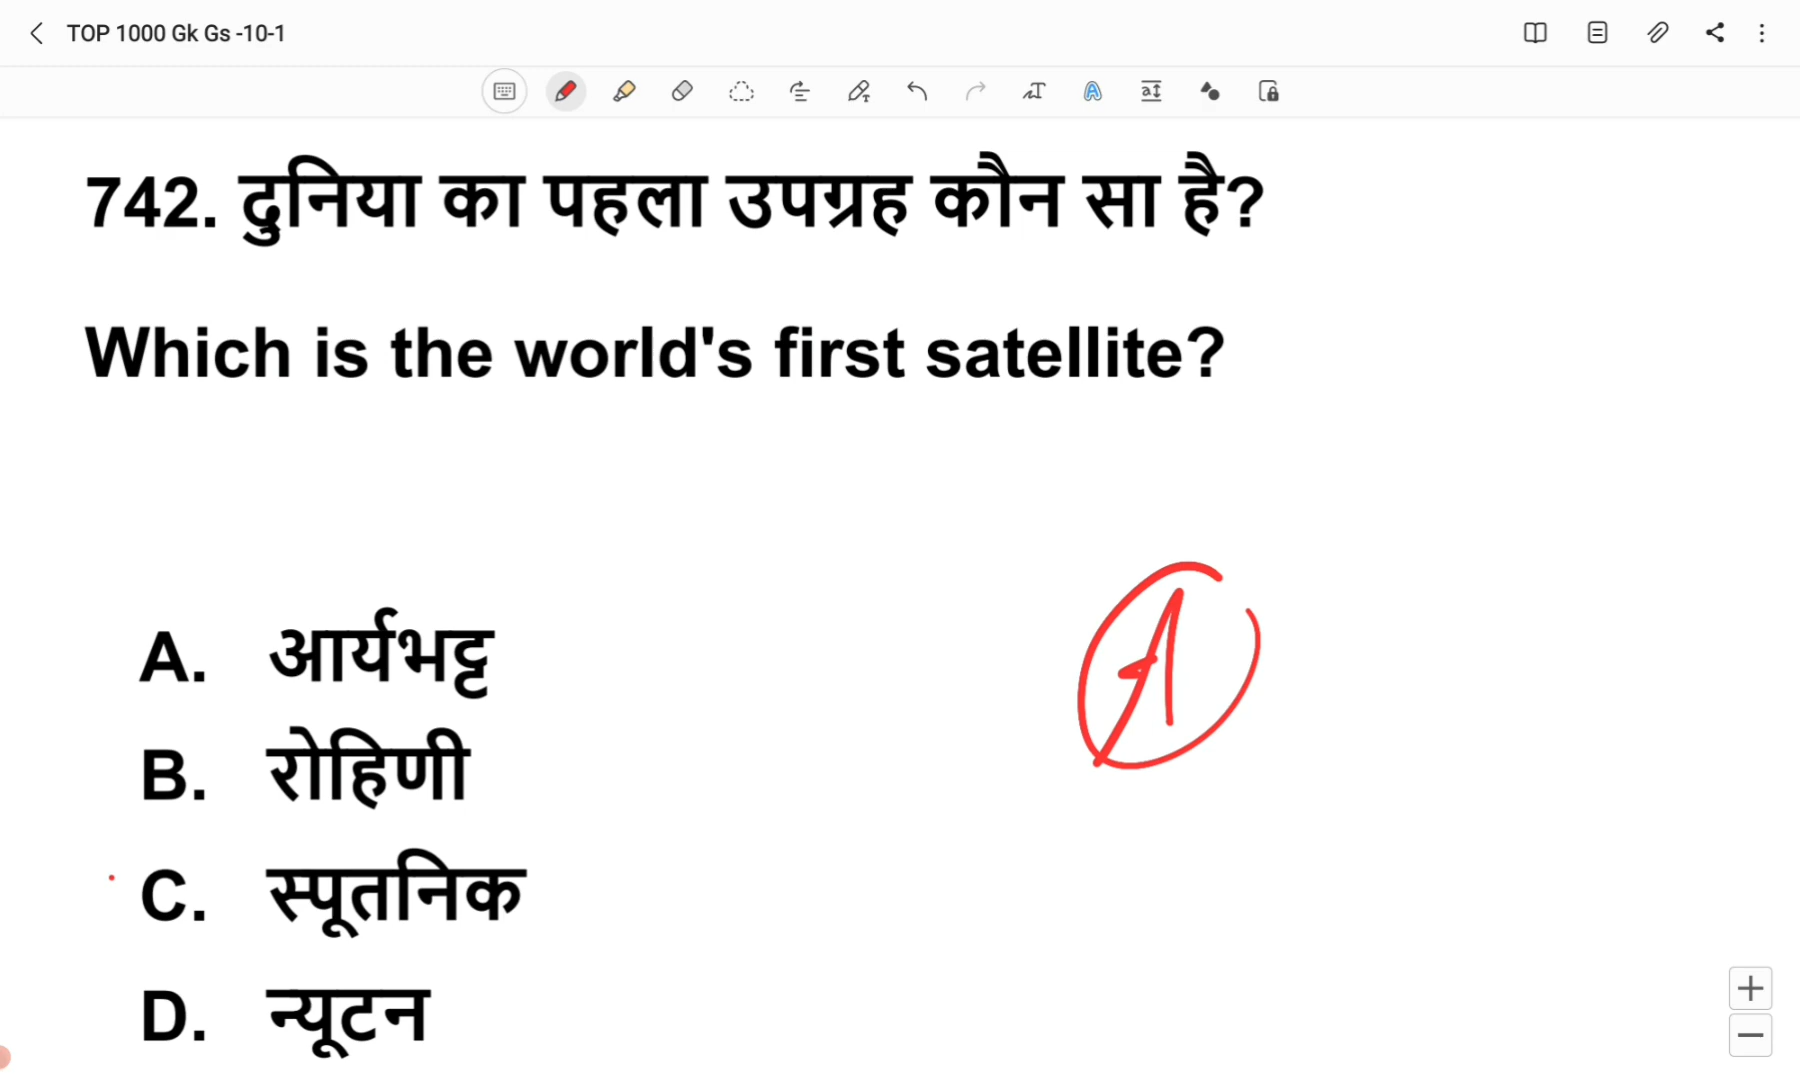 TOP 1000 Gk Gs -10-1
742. दुनिया का पहला उपग्रह कौन सा है?
Which is the world's first satellite?
A. आर्यभट्ट
A
B. रोहिणी
C. स्पूतनिक
D. न्यूटन